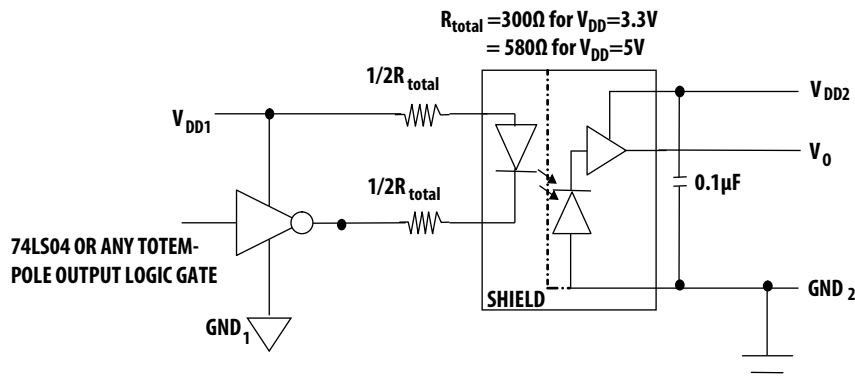 R_total =300Ω for V_DD=3.3V
= 580Ω for V_DD=5V
1/2R_total
V_DD1
V_DD2
V_0
1/2R_total
0.1µF
74LS04 OR ANY TOTEM-
POLE OUTPUT LOGIC GATE
SHIELD
GND_2
GND_1